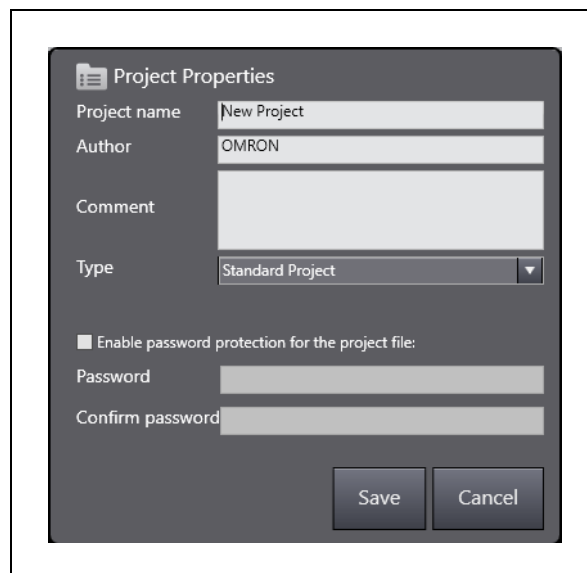 Project Properties
Project name New Project
Author OMRON
Comment
Type Standard Project
Enable password protection for the project file:
Password
Confirm password
Save Cancel